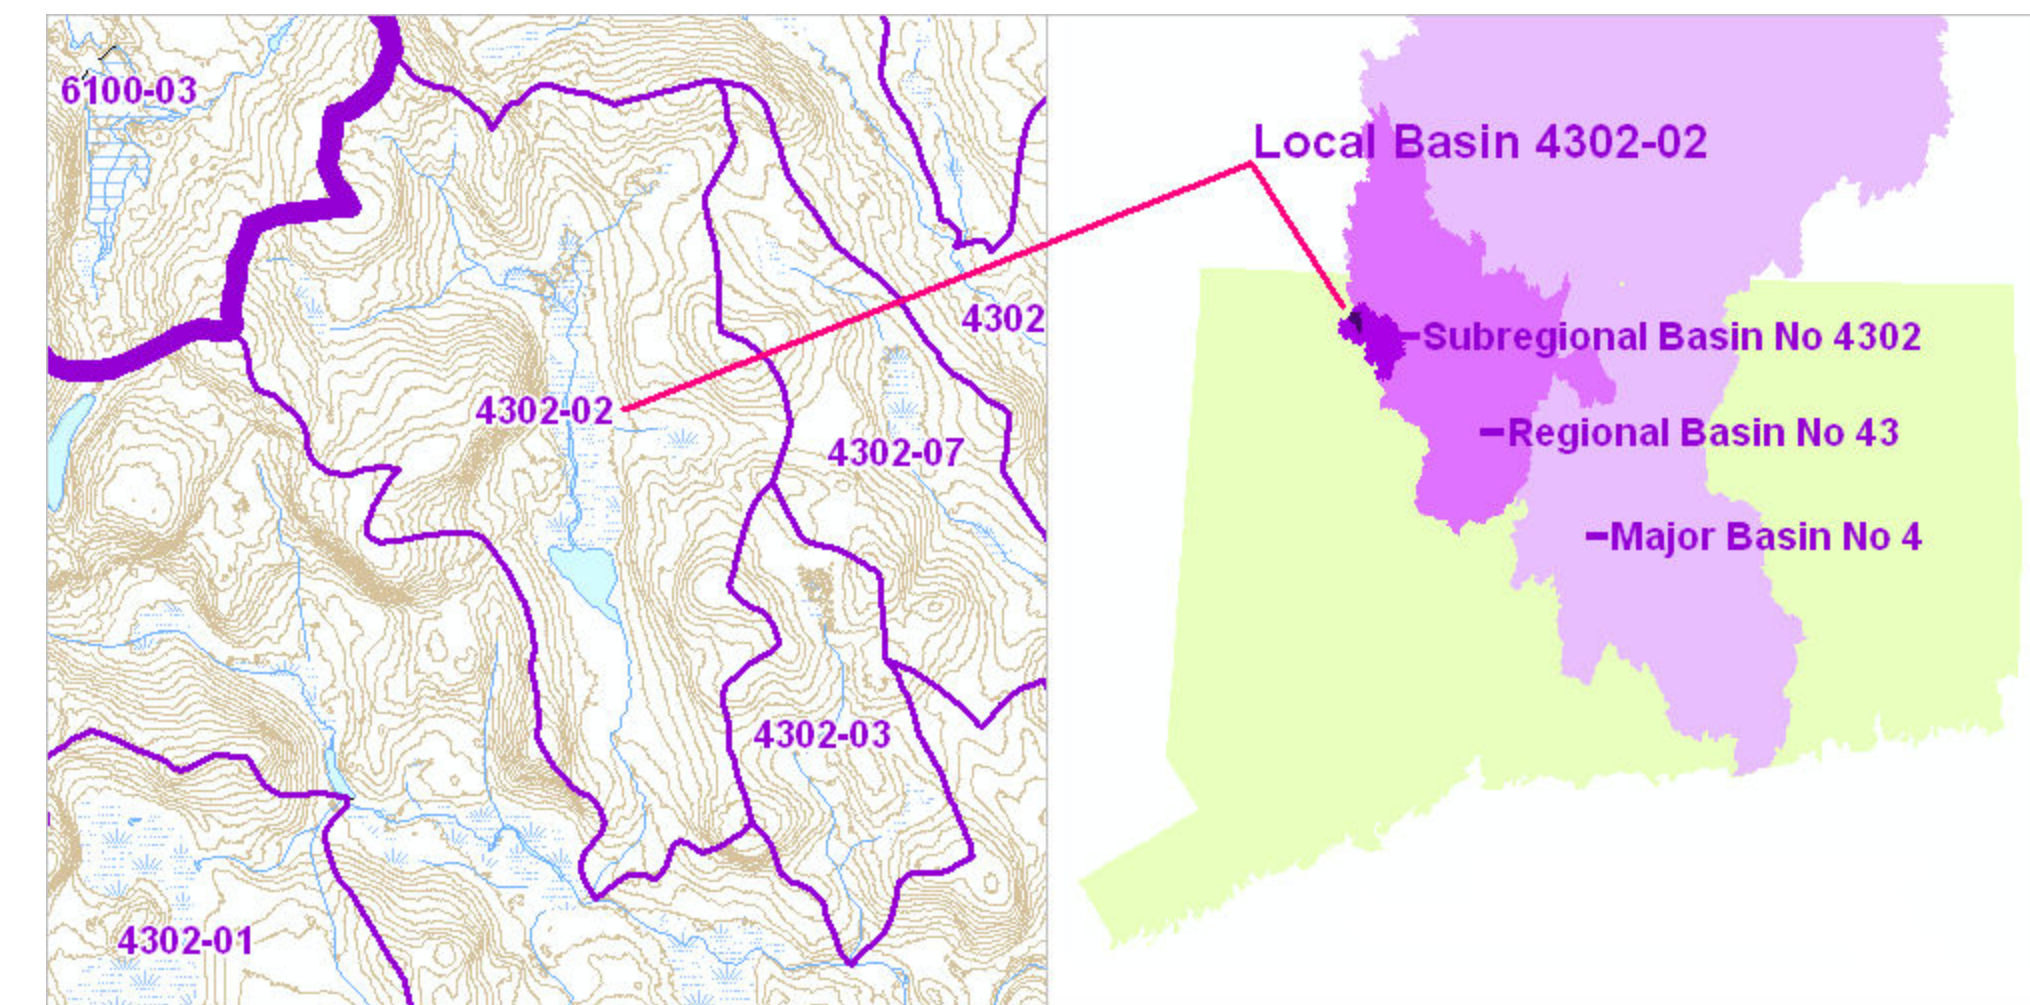 6100-03
Local Basin 4302-02
4302
Subregional Basin No 4302
4302-02
Regional Basin No 43
4302-07
Major Basin No 4
4302-03
4302-01